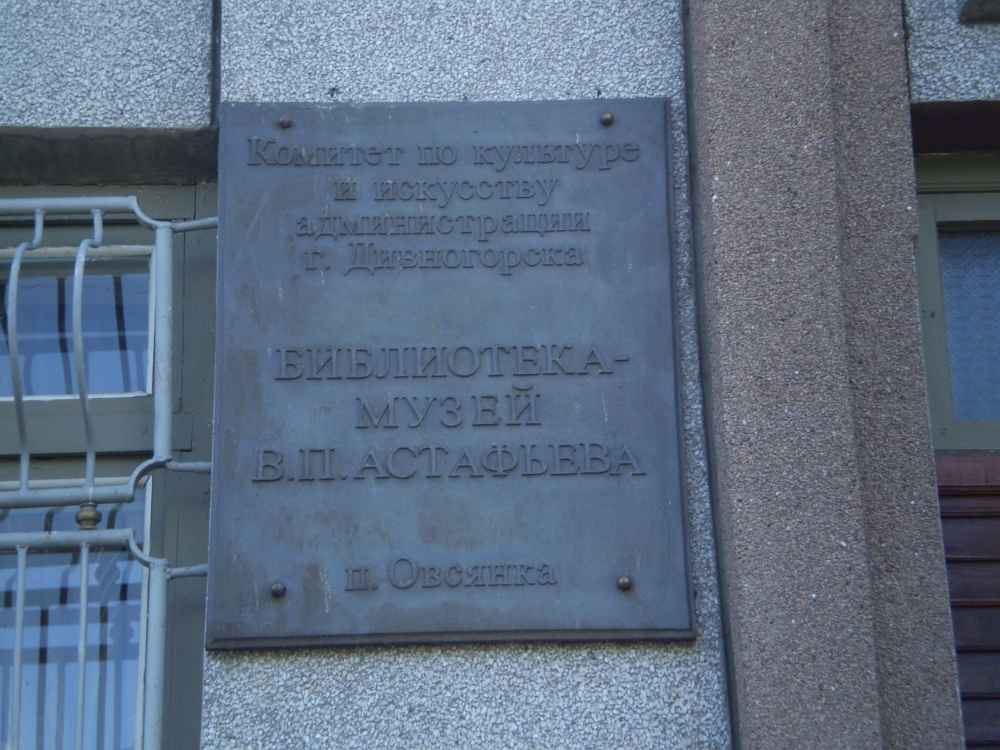 Комитет по культуре
и искусству
администрации
г. Дивногорска
БИБЛИОТЕКА-
МУЗЕЙ
В.П. АСТАФЬЕВА
п. Овсянка